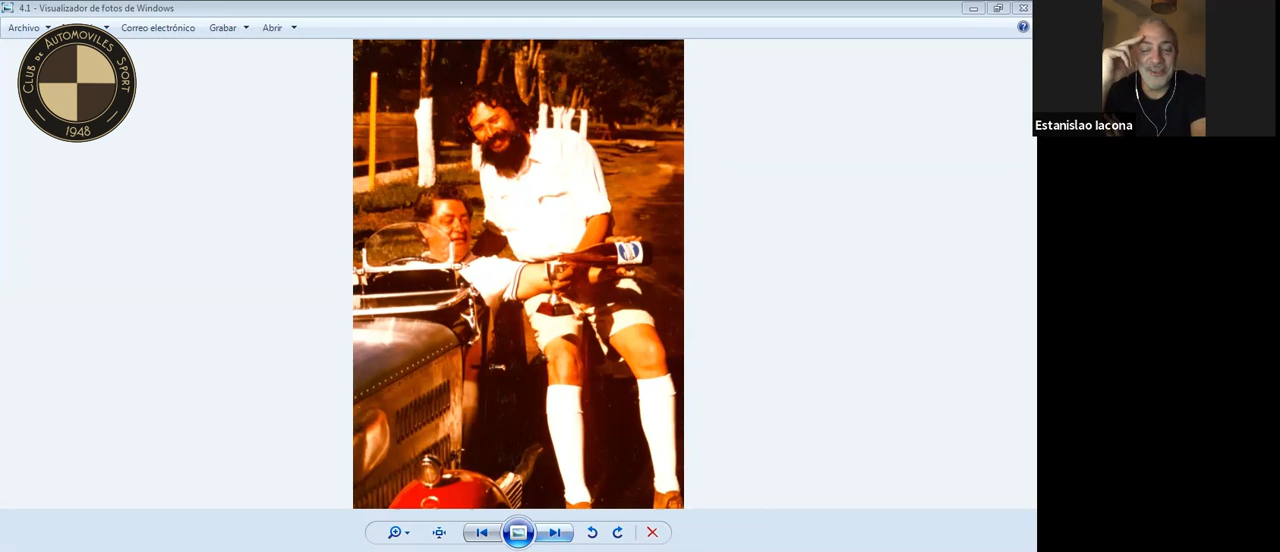 4.1 - Visualizador de fotos de Windows
Archivo
Correo electrónico
Grabar
Abrir
CLUB DE AUTOMOVILES SPORT
1948
Estanislao Iacona